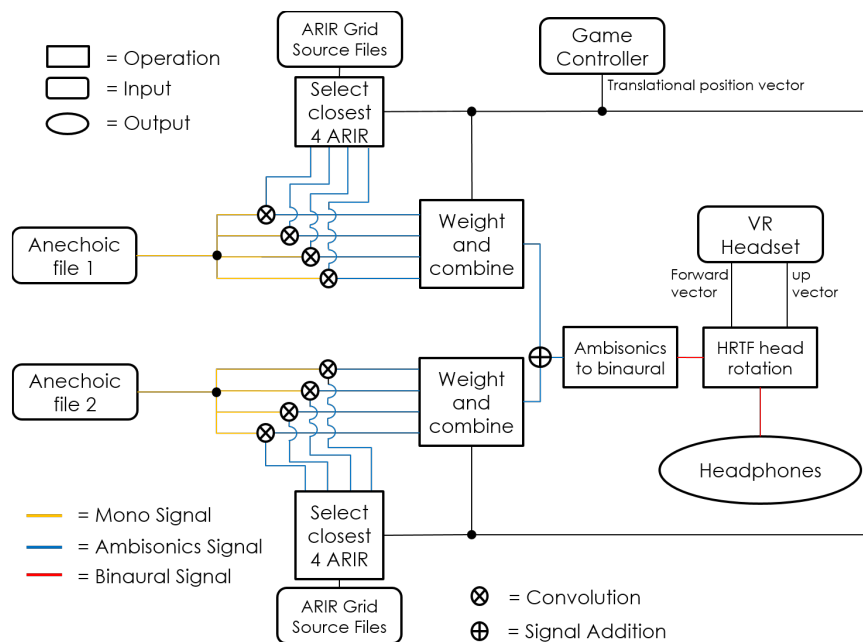 ARIR Grid
Source Files
Game
Controller
= Operation
= Input
= Output
Select
closest
4 ARIR
Translational position vector
Anechoic
file 1
Weight
and
combine
VR
Headset
Forward
vector
up
vector
Ambisonics
to binaural
HRTF head
rotation
Anechoic
file 2
Weight
and
combine
Headphones
= Mono Signal
= Ambisonics Signal
= Binaural Signal
Select
closest
4 ARIR
ARIR Grid
Source Files
= Convolution
= Signal Addition